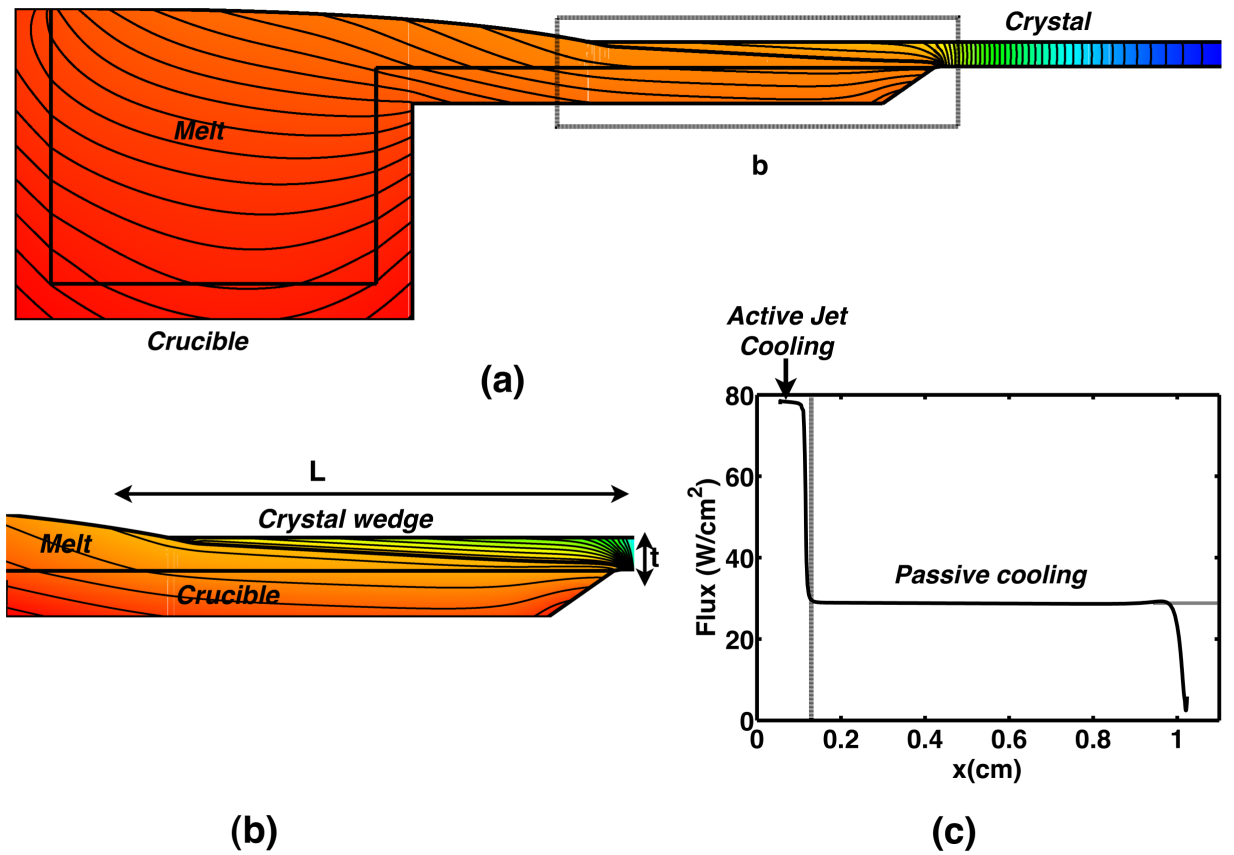 Crystal
Melt
b
Crucible
(a)
L
Crystal wedge
Melt
t
Crucible
(b)
Active Jet
Cooling
80
60
40
20
0
Flux (W/cm²)
Passive cooling
0
0.2
0.4
0.6
0.8
1
x(cm)
(c)